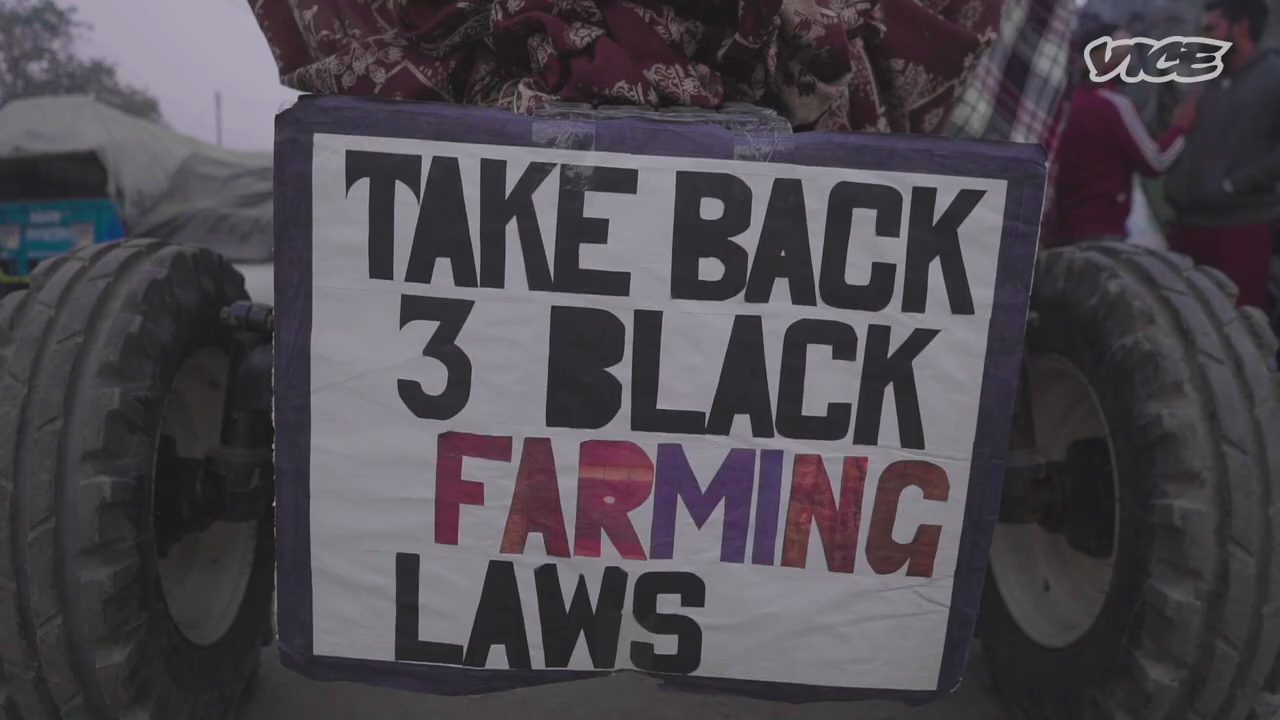 VICE
TAKE BACK
3 BLACK
FARMING
LAWS